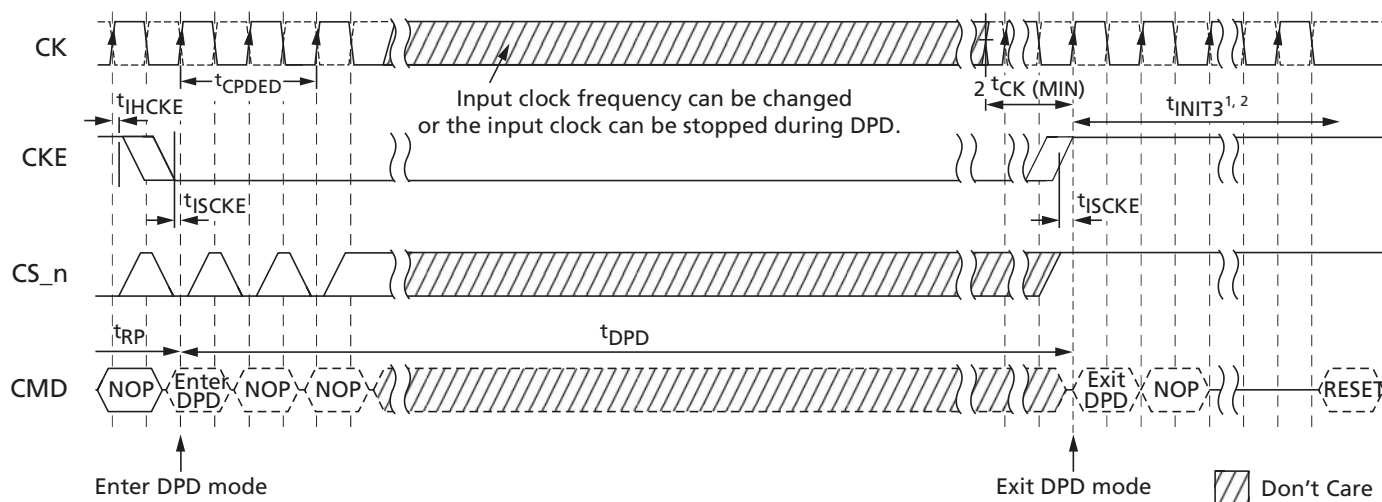 CK
tCPDED
2 tCK (MIN)
tIHCKE
Input clock frequency can be changed
or the input clock can be stopped during DPD.
tINIT3 1, 2
CKE
tISCKE
tISCKE
CS_n
tRP
tDPD
CMD
NOP
Enter
DPD
NOP
NOP
Exit
DPD
NOP
RESET
Enter DPD mode
Exit DPD mode
Don't Care